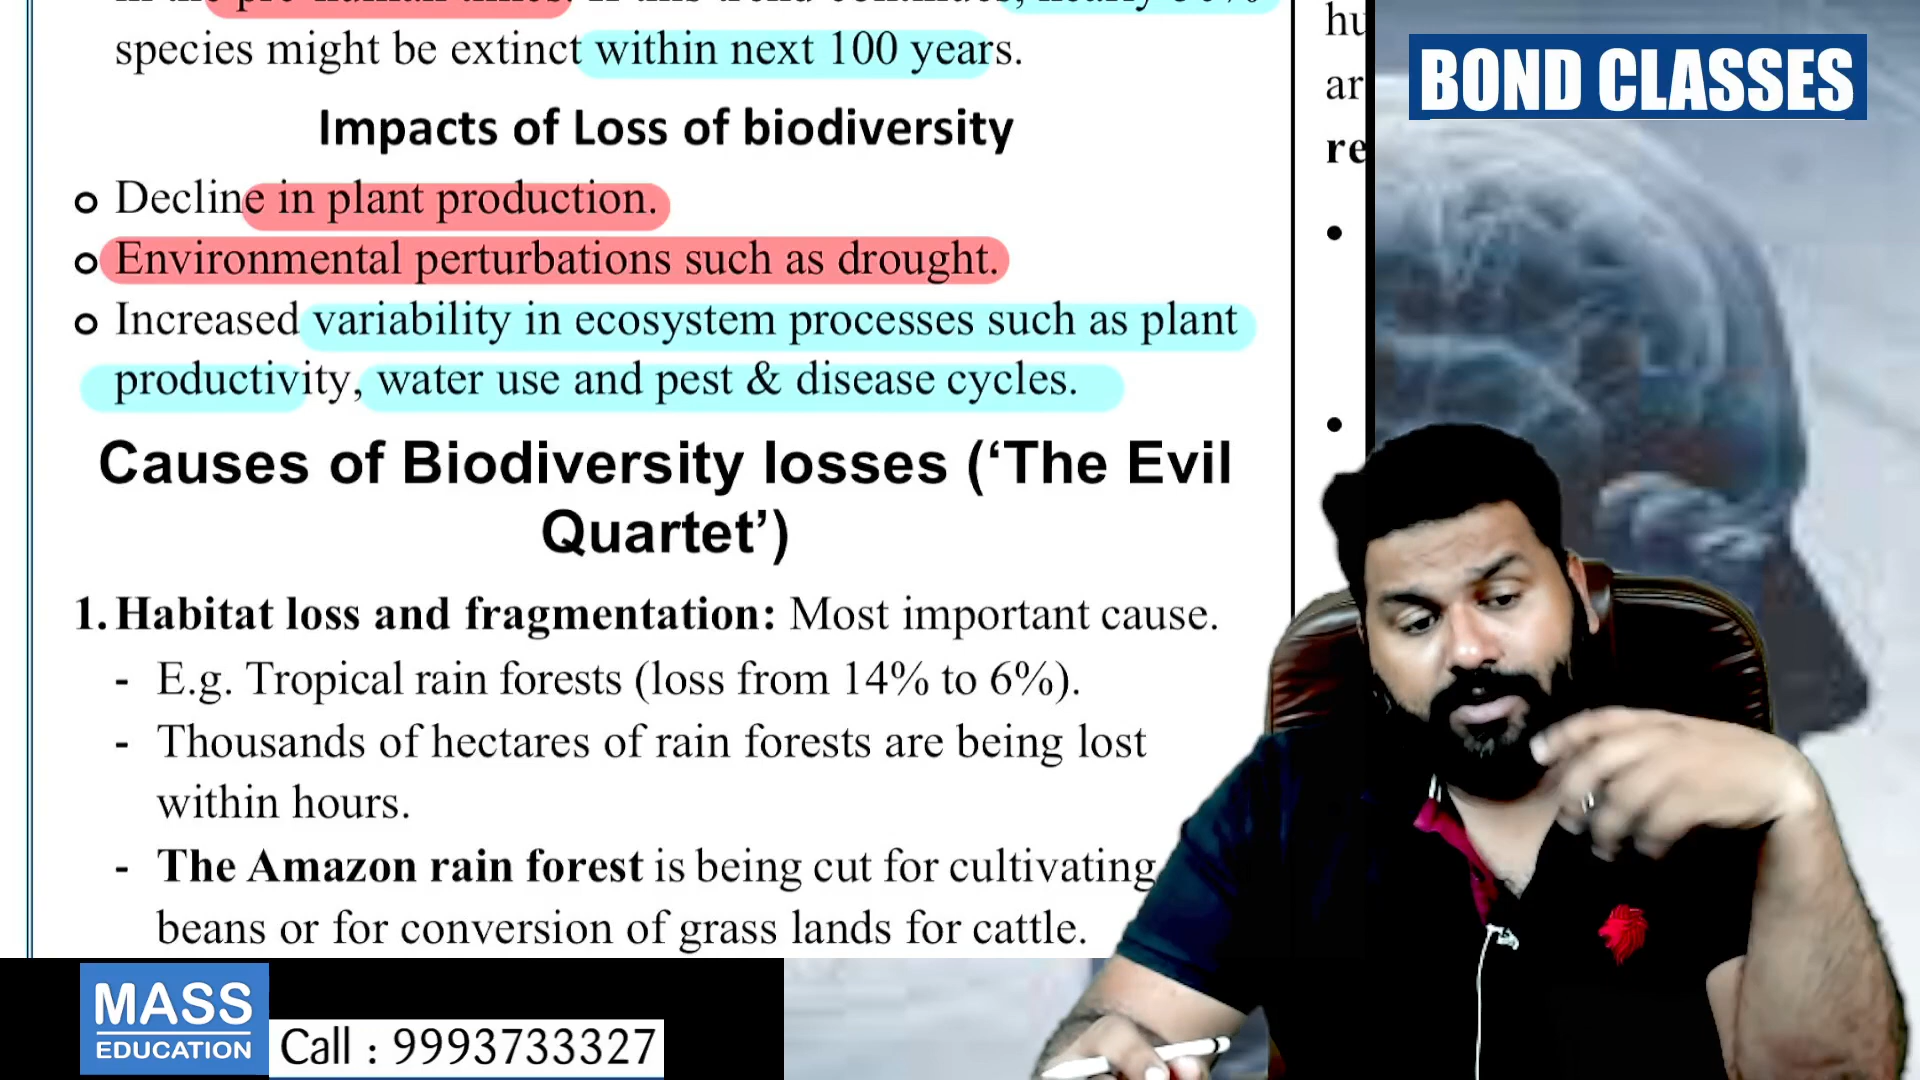 species might be extinct within next 100 years.
Impacts of Loss of biodiversity
o Decline in plant production.
o Environmental perturbations such as drought.
o Increased variability in ecosystem processes such as plant
productivity, water use and pest & disease cycles.
Causes of Biodiversity losses (‘The Evil
Quartet’)
1. Habitat loss and fragmentation: Most important cause.
- E.g. Tropical rain forests (loss from 14% to 6%).
- Thousands of hectares of rain forests are being lost
within hours.
- The Amazon rain forest is being cut for cultivating
beans or for conversion of grass lands for cattle.
hu
ar
re
BOND CLASSES
MASS
EDUCATION
Call : 9993733327